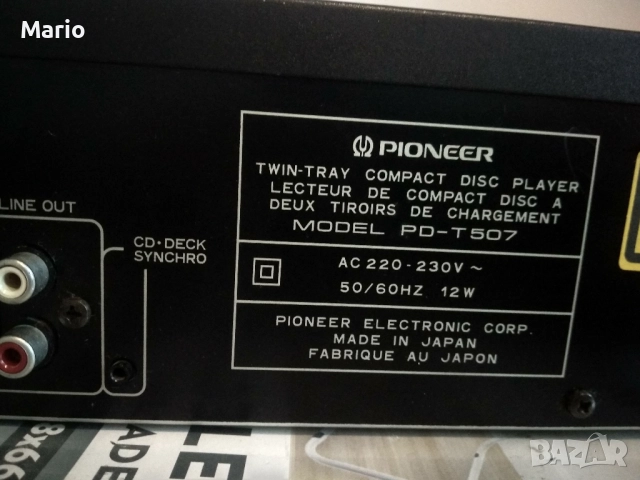 Mario
PIONEER
TWIN-TRAY COMPACT DISC PLAYER
LECTEUR DE COMPACT DISC A
DEUX TIROIRS DE CHARGEMENT
MODEL PD-T507
LINE OUT
CD•DECK
SYNCHRO
AC 220-230V ~
50/60HZ 12W
PIONEER ELECTRONIC CORP.
MADE IN JAPAN
FABRIQUE AU JAPON
BAZAR